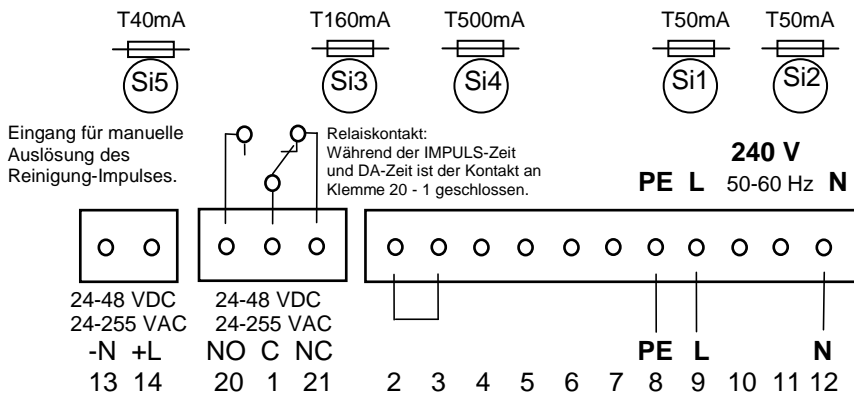 T40mA T160mA T500mA T50mA T50mA
Si5 Si3 Si4 Si1 Si2
Eingang für manuelle
Auslösung des
Reinigung-Impulses.
Relaiskontakt:
Während der IMPULS-Zeit
und DA-Zeit ist der Kontakt an
Klemme 20 - 1 geschlossen.
240 V
PE L 50-60 Hz N
24-48 VDC 24-48 VDC
24-255 VAC 24-255 VAC
-N +L NO C NC PE L N
13 14 20 1 21 2 3 4 5 6 7 8 9 10 11 12